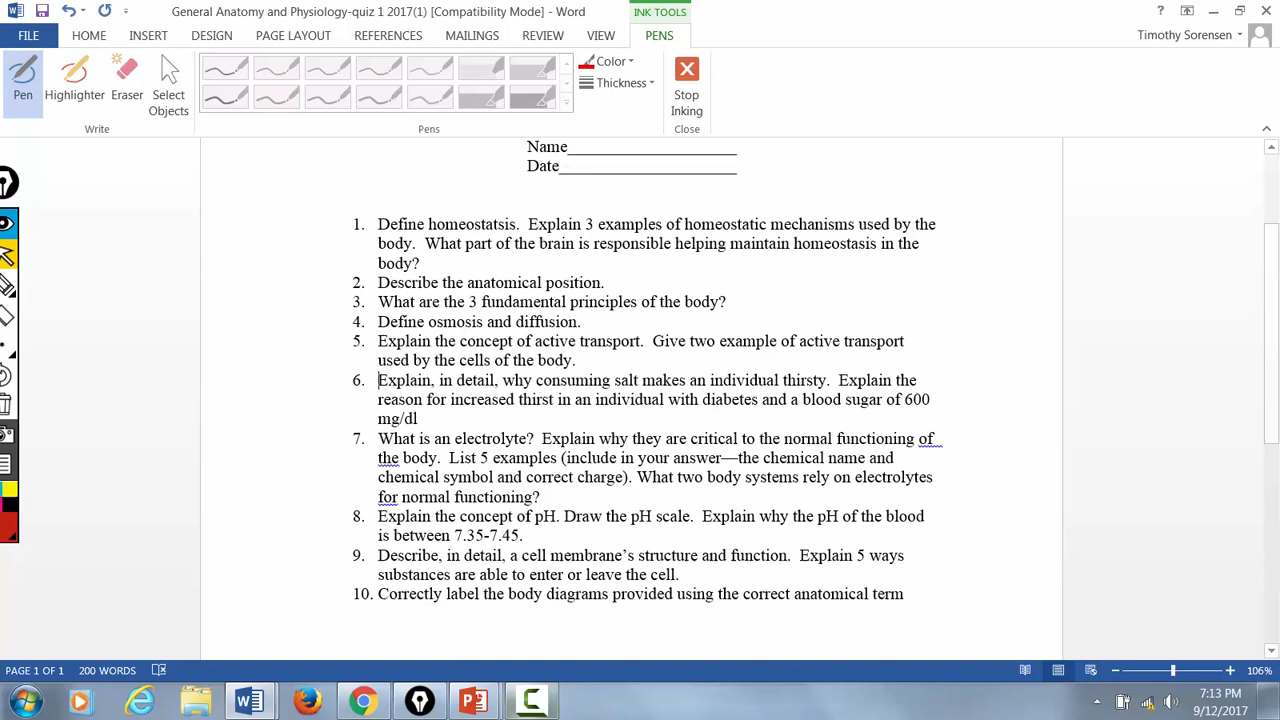 General Anatomy and Physiology-quiz 1 2017(1) [Compatibility Mode] - Word
INK TOOLS
?
FILE HOME INSERT DESIGN PAGE LAYOUT REFERENCES MAILINGS REVIEW VIEW PENS
Timothy Sorensen
Pen Highlighter Eraser Select Objects
Color
Thickness
Stop Inking
Write Pens Close
Name_____________________
Date______________________
1. Define homeostatsis. Explain 3 examples of homeostatic mechanisms used by the
body. What part of the brain is responsible helping maintain homeostasis in the
body?
2. Describe the anatomical position.
3. What are the 3 fundamental principles of the body?
4. Define osmosis and diffusion.
5. Explain the concept of active transport. Give two example of active transport
used by the cells of the body.
6. Explain, in detail, why consuming salt makes an individual thirsty. Explain the
reason for increased thirst in an individual with diabetes and a blood sugar of 600
mg/dl
7. What is an electrolyte? Explain why they are critical to the normal functioning of
the body. List 5 examples (include in your answer—the chemical name and
chemical symbol and correct charge). What two body systems rely on electrolytes
for normal functioning?
8. Explain the concept of pH. Draw the pH scale. Explain why the pH of the blood
is between 7.35-7.45.
9. Describe, in detail, a cell membrane’s structure and function. Explain 5 ways
substances are able to enter or leave the cell.
10. Correctly label the body diagrams provided using the correct anatomical term
PAGE 1 OF 1 200 WORDS
106%
7:13 PM
9/12/2017